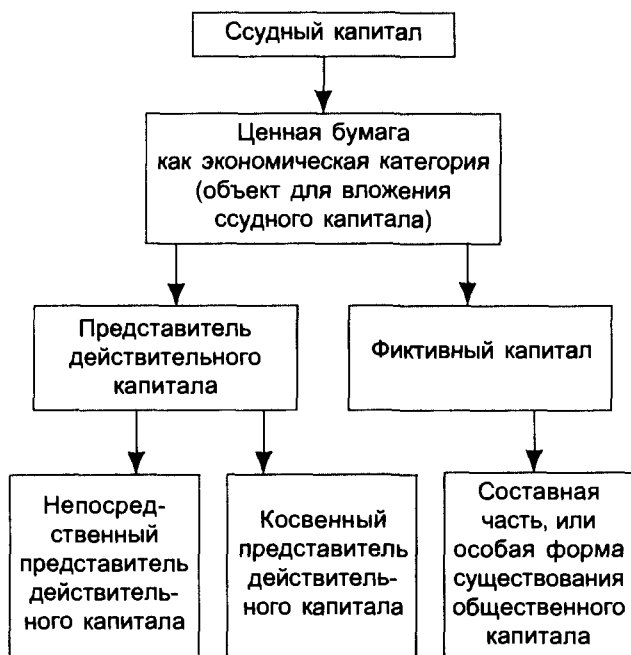 Ссудный капитал
Ценная бумага
как экономическая категория
(объект для вложения
ссудного капитала)
Представитель
действительного
капитала
Фиктивный капитал
Непосред-
ственный
представитель
действитель-
ного капитала
Косвенный
представитель
действитель-
ного капитала
Составная
часть, или
особая форма
существования
общественного
капитала